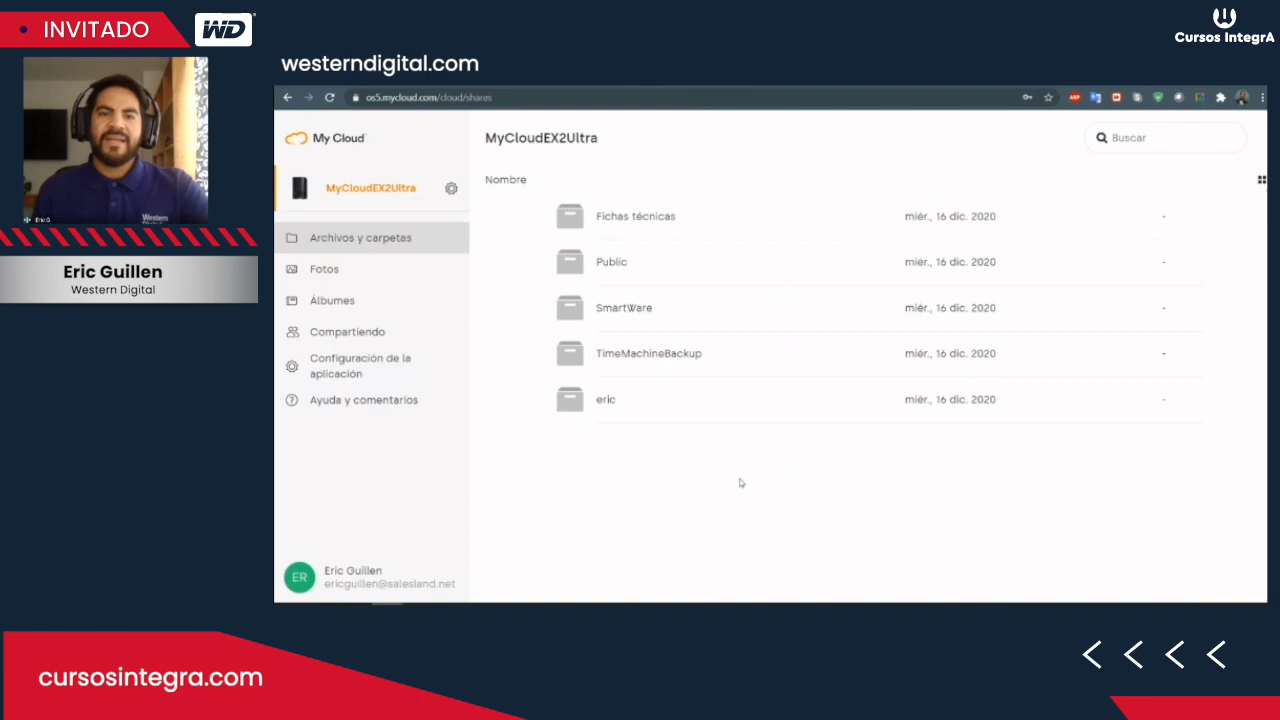 INVITADO
WD
Cursos IntegrA
westerndigital.com
os5.mycloud.com/cloud/shares
My Cloud
MyCloudEX2Ultra
Archivos y carpetas
Fotos
Álbumes
Compartiendo
Configuración de la
aplicación
Ayuda y comentarios
ER
Eric Guillen
ericguillen@salesland.net
MyCloudEX2Ultra
Buscar
Nombre
Fichas técnicas miér., 16 dic. 2020 -
Public miér., 16 dic. 2020 -
SmartWare miér., 16 dic. 2020 -
TimeMachineBackup miér., 16 dic. 2020 -
eric miér., 16 dic. 2020 -
Eric G
Western
Eric Guillen
Western Digital
cursosintegra.com